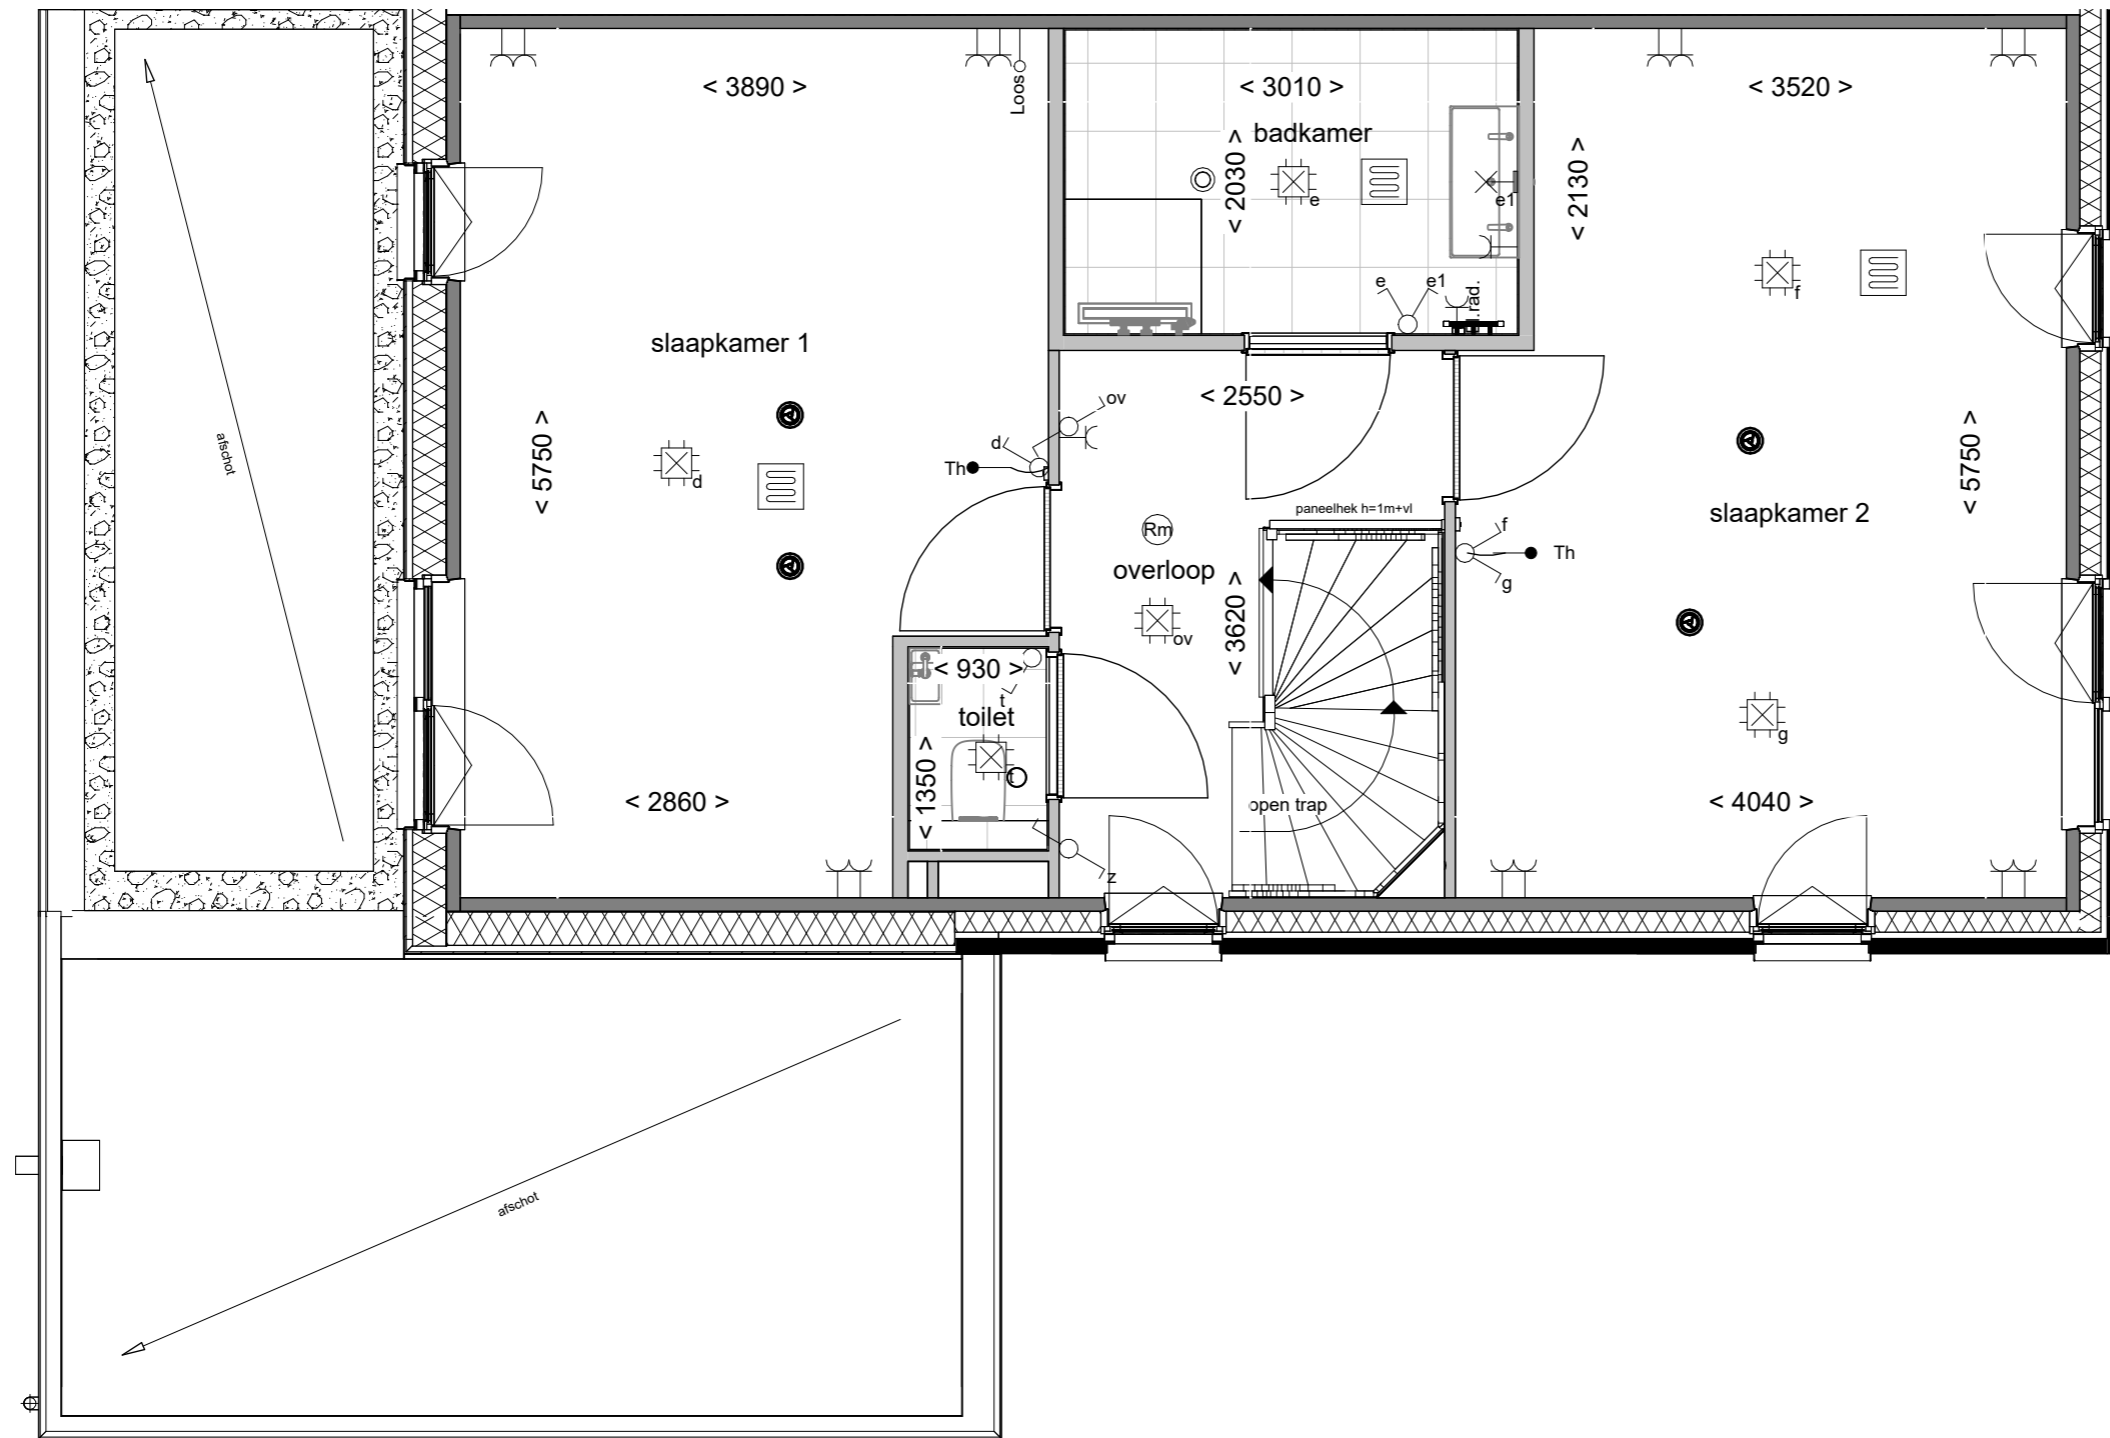 < 3890 >
Loos
< 3010 >
badkamer
< 2030 >
e
e1
< 3520 >
< 2130 >
e
e1
.rad.
f
slaapkamer 1
afschot
< 5750 >
d
d
Th
ov
< 2550 >
< 5750 >
slaapkamer 2
paneelhek h=1m+vl
Rm
overloop
ov
< 3620 >
f
Th
g
< 930 >
t
toilet
t
< 1350 >
g
< 2860 >
open trap
< 4040 >
z
afschot